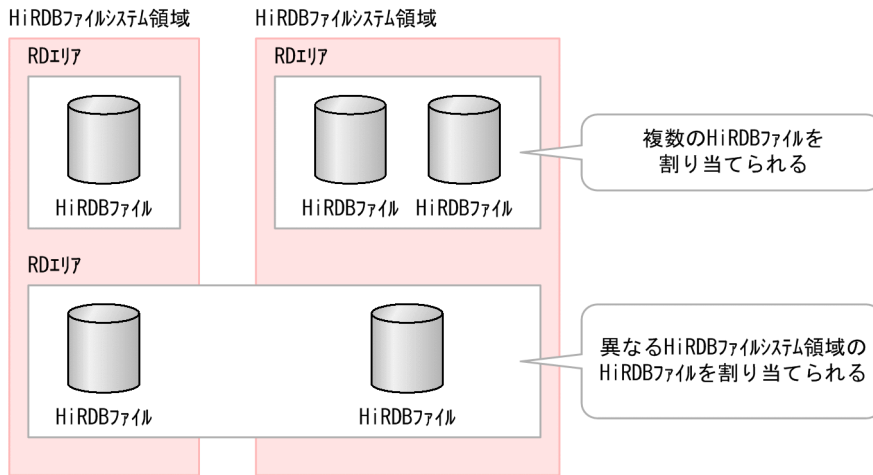 HiRDBファイルシステム領域
HiRDBファイルシステム領域
RDエリア
RDエリア
HiRDBファイル
HiRDBファイル
HiRDBファイル
複数のHiRDBファイルを
割り当てられる
RDエリア
HiRDBファイル
HiRDBファイル
異なるHiRDBファイルシステム領域の
HiRDBファイルを割り当てられる